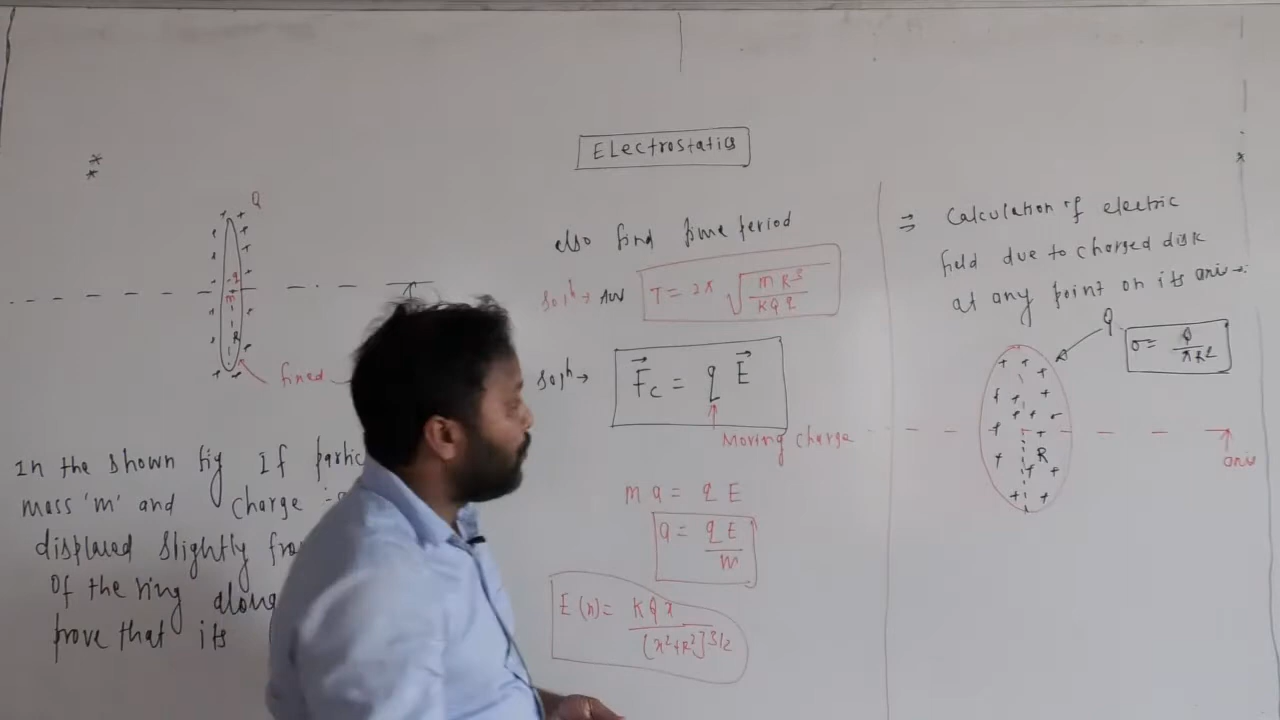 Electrostatics
**
Q
-q
m
R
fixed
In the shown fig If partic
mass 'm' and charge
displaced slightly fro
of the ring along
prove that its
also find time period
Solⁿ→ Ans T = 2π √(mR³/KQq)
Solⁿ→ F⃗c = q E⃗
Moving charge
ma = qE
a = qE/m
E(x) = KQx/[x²+R²]^3/2
⇒ Calculation of electric
field due to charged disk
at any point on its axis→
Q
σ = Q/πR²
R
axis